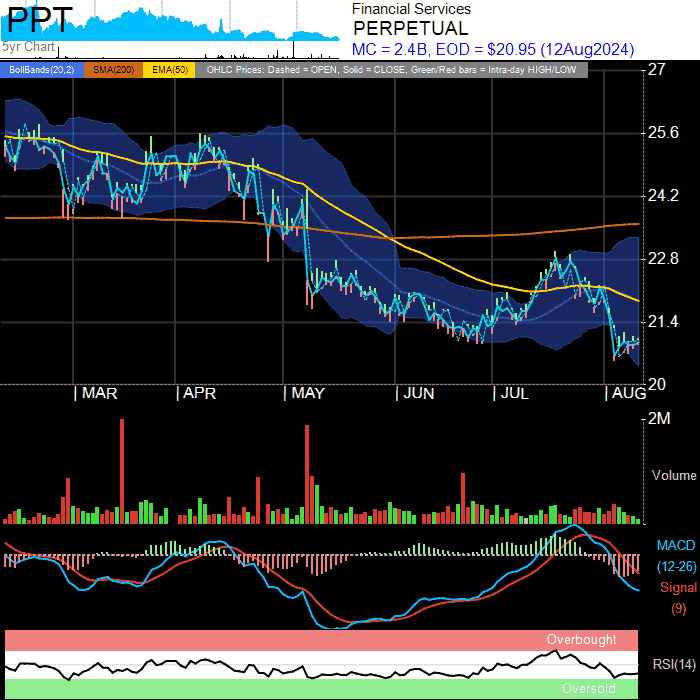 PPT
5yr Chart
Financial Services
PERPETUAL
MC = 2.4B, EOD = $20.95 (12Aug2024)
BollBands(20,2) SMA(200) EMA(50) OHLC Prices: Dashed = OPEN, Solid = CLOSE, Green/Red bars = Intra-day HIGH/LOW
27
25.6
24.2
22.8
21.4
20
MAR APR MAY JUN JUL AUG
2M
Volume
MACD
(12-26)
Signal
(9)
Overbought
RSI(14)
Oversold